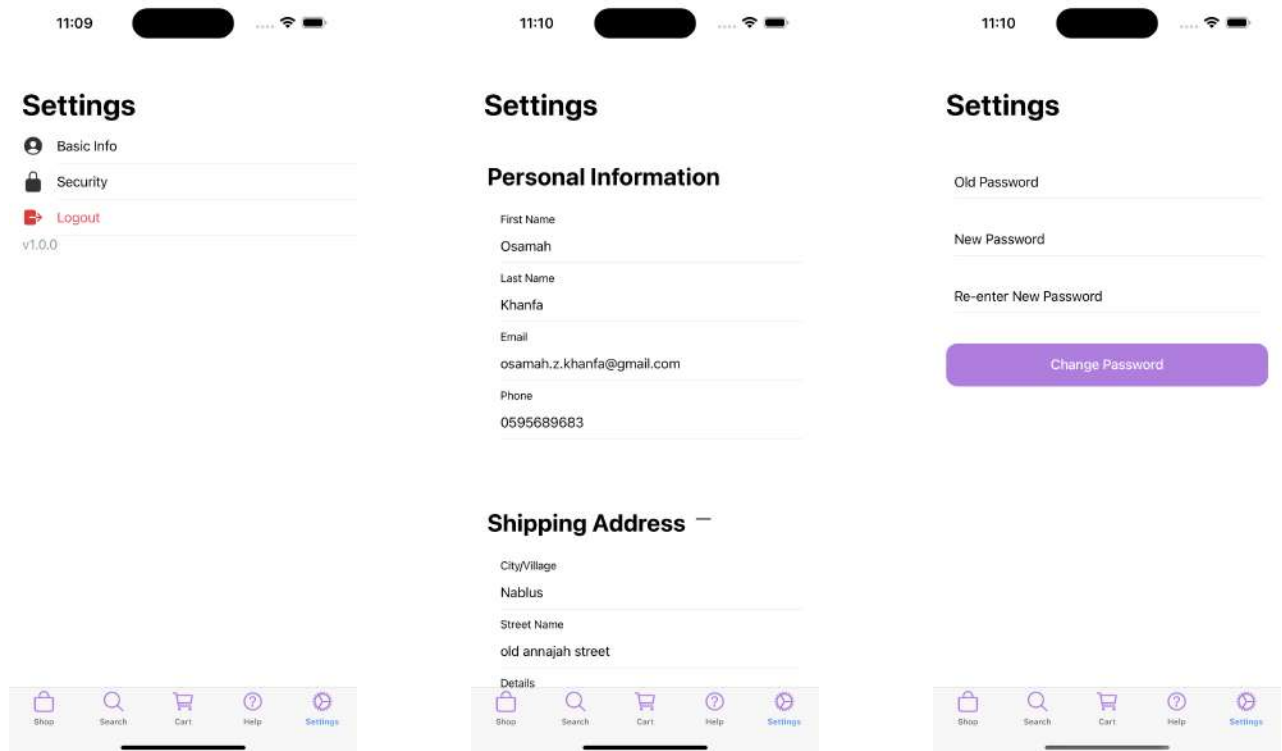 11:09
Settings
Basic Info
Security
Logout
v1.0.0
Shop
Search
Cart
Help
Settings
11:10
Settings
Personal Information
First Name
Osamah
Last Name
Khanfa
Email
osamah.z.khanfa@gmail.com
Phone
0595689683
Shipping Address
City/Village
Nablus
Street Name
old annajah street
Details
Shop
Search
Cart
Help
Settings
11:10
Settings
Old Password
New Password
Re-enter New Password
Change Password
Shop
Search
Cart
Help
Settings